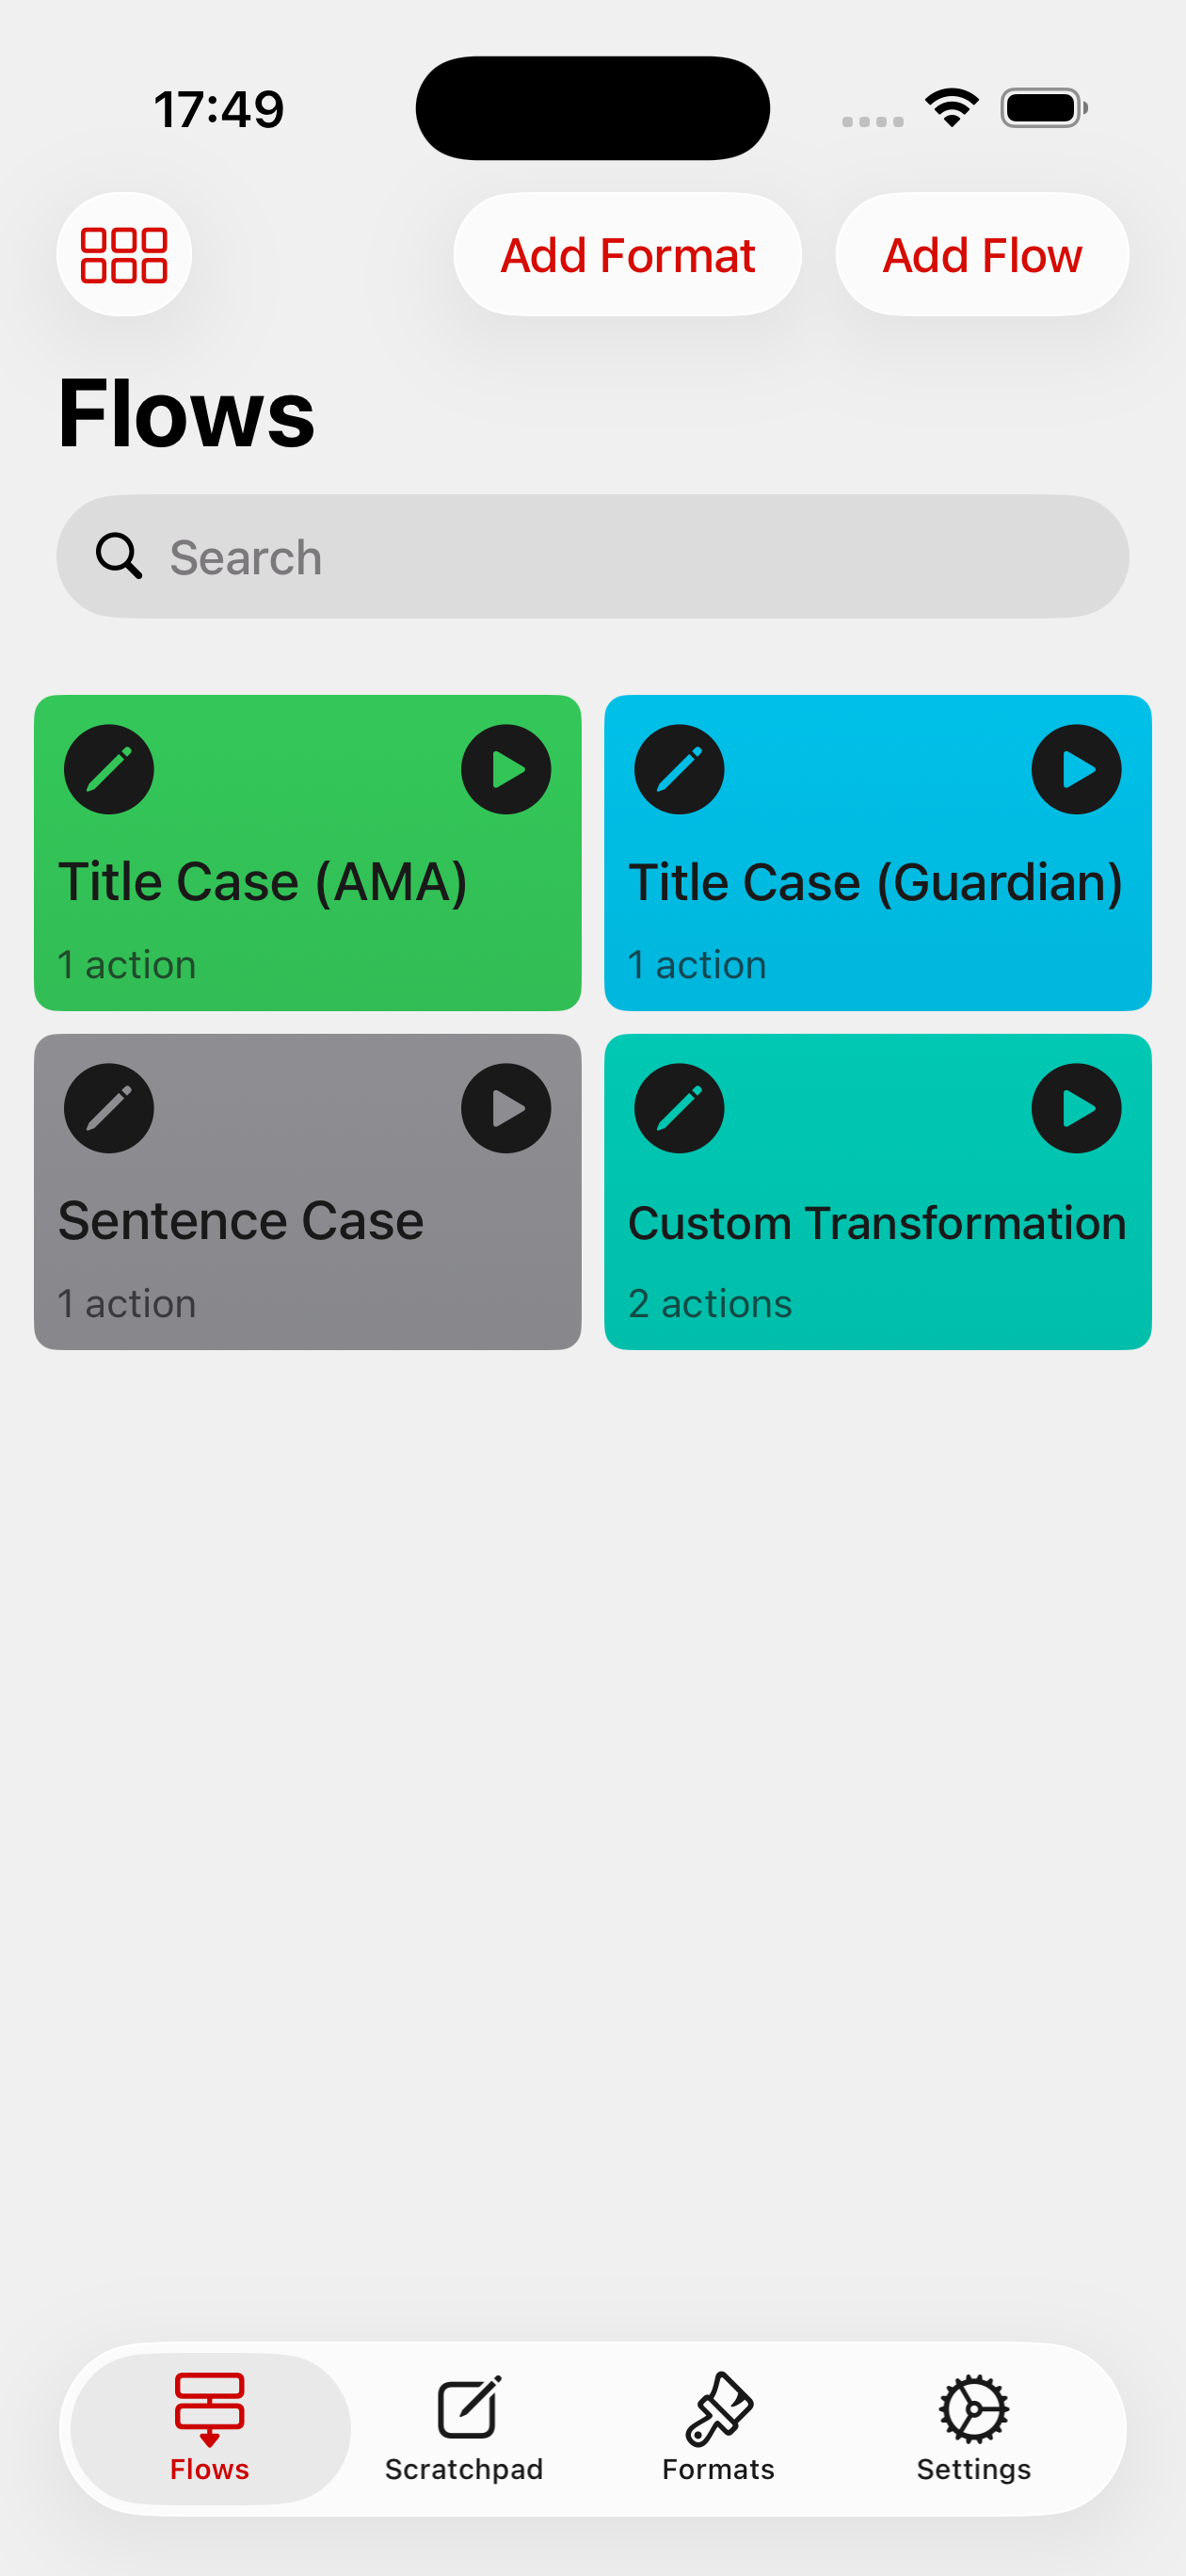 17:49
Add Format
Add Flow
Flows
Search
Title Case (AMA)
1 action
Title Case (Guardian)
1 action
Sentence Case
1 action
Custom Transformation
2 actions
Flows
Scratchpad
Formats
Settings